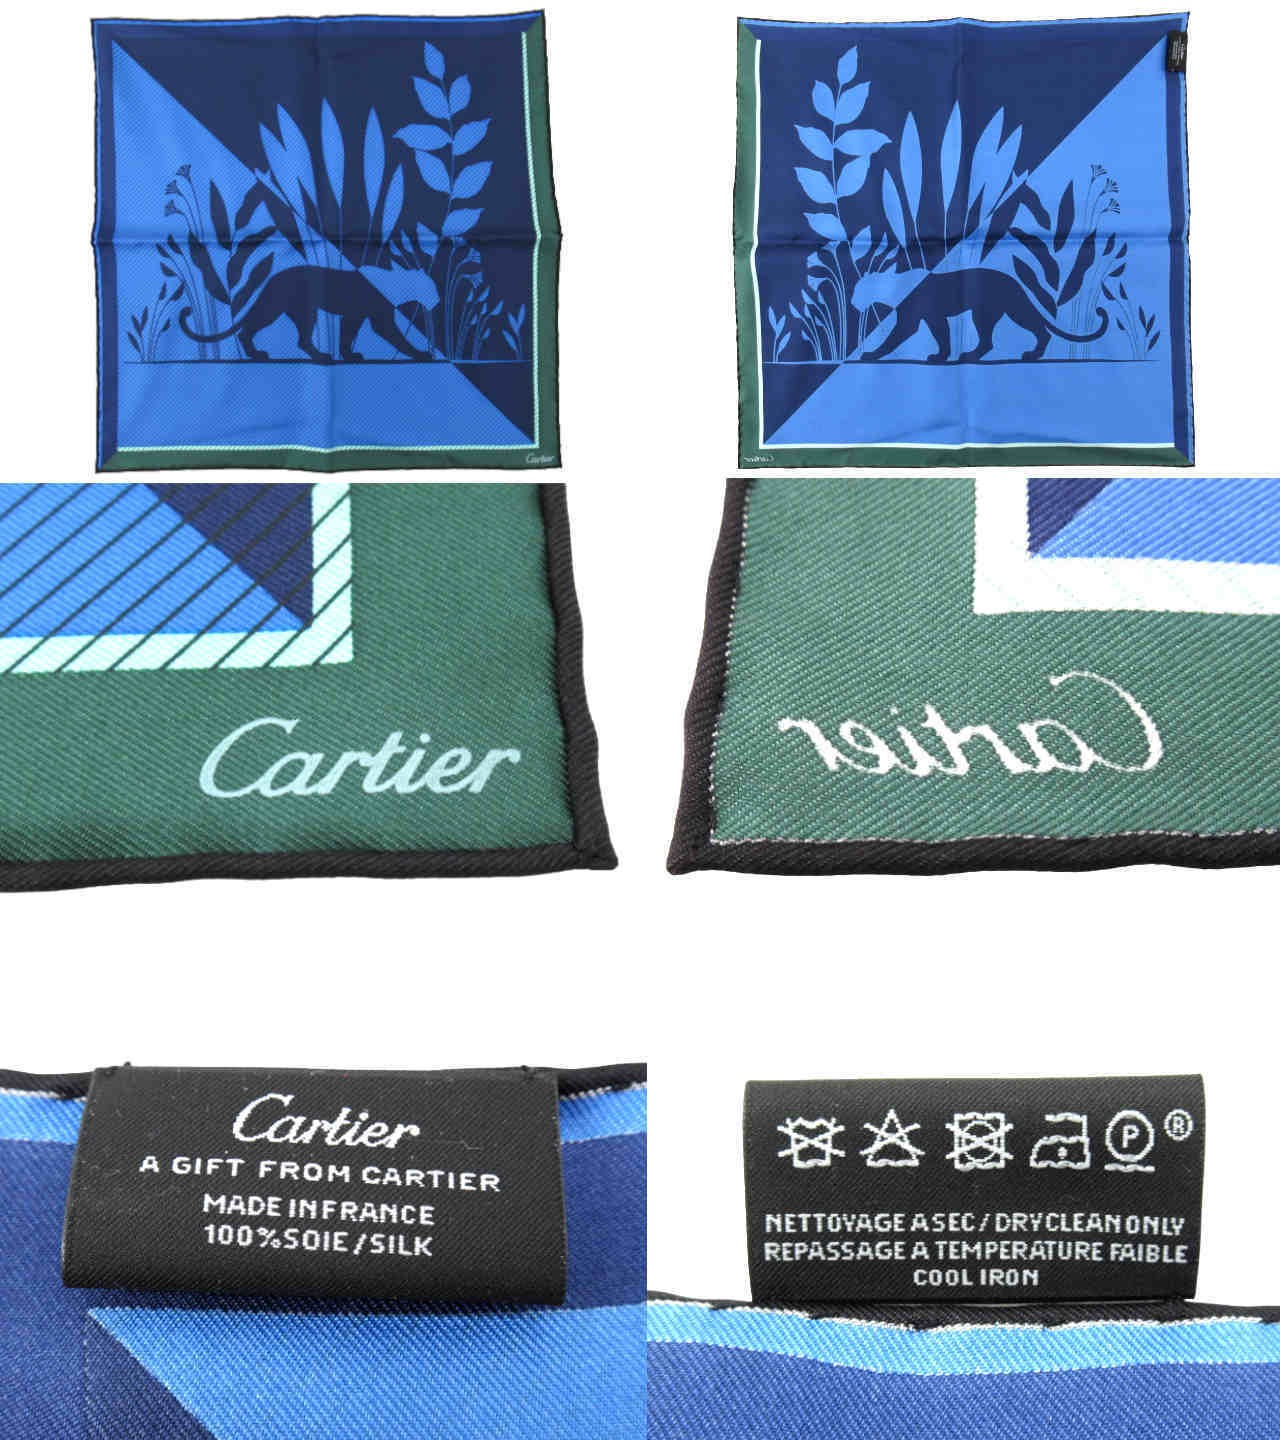 Cartier
Cartier
Cartier
Cartier
Cartier
A GIFT FROM CARTIER
MADE IN FRANCE
100%SOIE/SILK
P ®
NETTOYAGE A SEC/DRYCLEAN ONLY
REPASSAGE A TEMPERATURE FAIBLE
COOL IRON